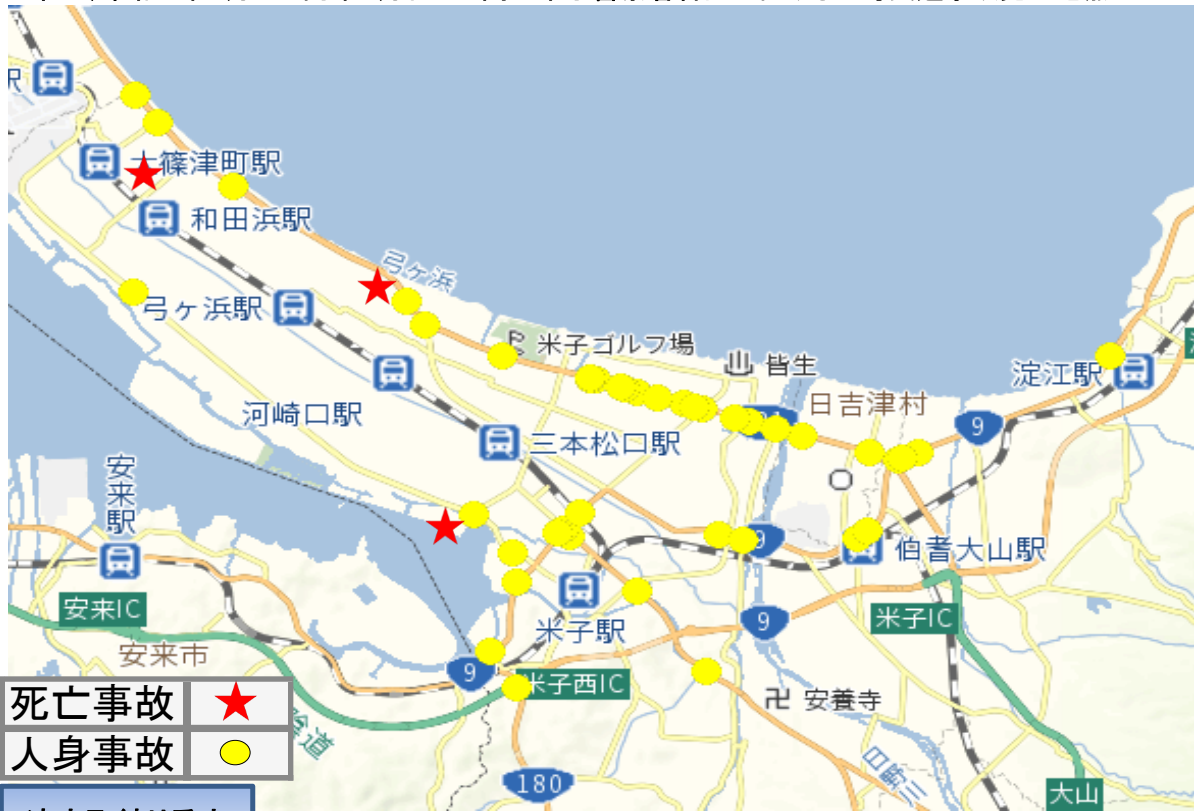 駅
大篠津町駅
和田浜駅
弓ヶ浜
弓ヶ浜駅
米子ゴルフ場
皆生
淀江駅
日吉津村
河崎口駅
三本松口駅
9
安来駅
9
伯耆大山駅
安来IC
米子IC
米子駅
9
安来市
9
米子西IC
安養寺
死亡事故
人身事故
180
大山